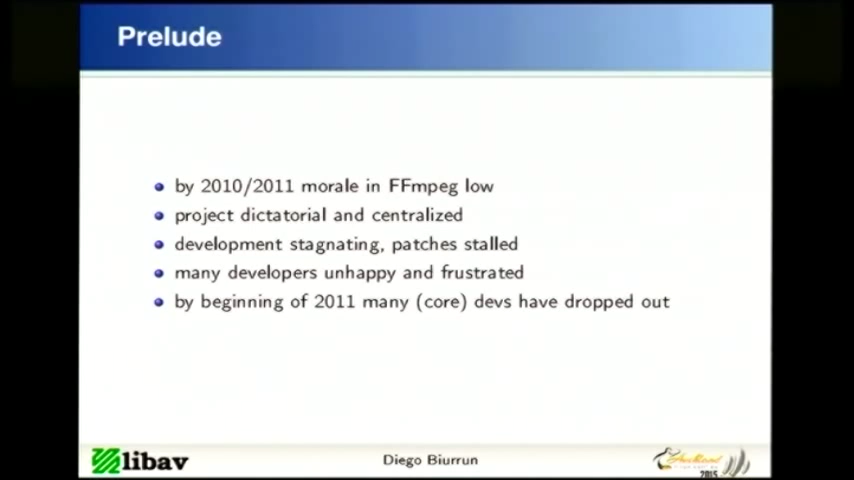 Prelude
by 2010/2011 morale in FFmpeg low
project dictatorial and centralized
development stagnating, patches stalled
many developers unhappy and frustrated
by beginning of 2011 many (core) devs have dropped out
libav
Diego Biurrun
Auckland
2015